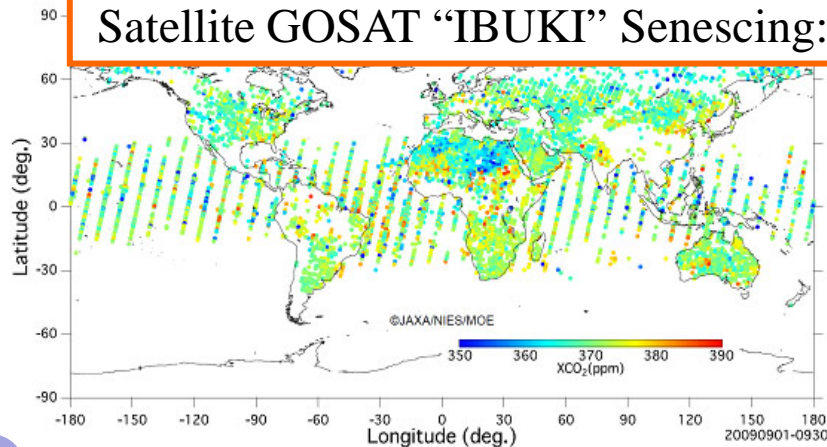 Satellite GOSAT “IBUKI” Senescing:
90
60
30
0
-30
-60
-90
Latitude (deg.)
©JAXA/NIES/MOE
350 360 370 380 390
XCO₂(ppm)
-180 -150 -120 -90 -60 -30 0 30 60 90 120 150 180
Longitude (deg.)
20090901-0930